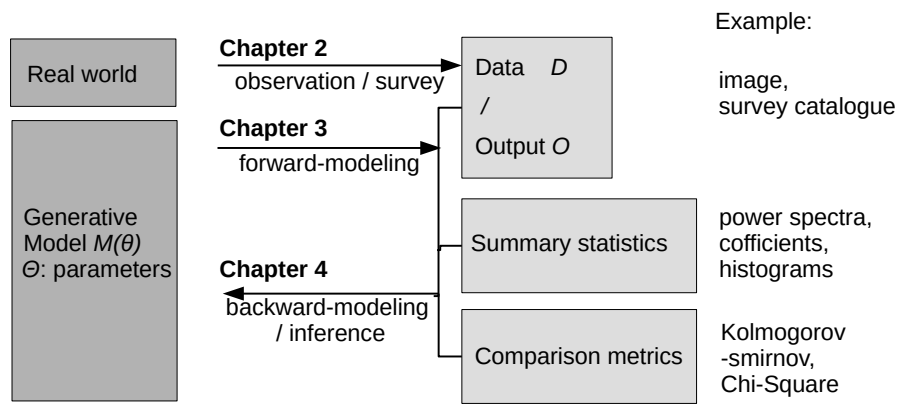 Example:
Real world
Chapter 2
observation / survey
Data D
/
Output O
image,
survey catalogue
Chapter 3
forward-modeling
Generative
Model M(θ)
Θ: parameters
Summary statistics
power spectra,
cofficients,
histograms
Chapter 4
backward-modeling
/ inference
Comparison metrics
Kolmogorov
-smirnov,
Chi-Square